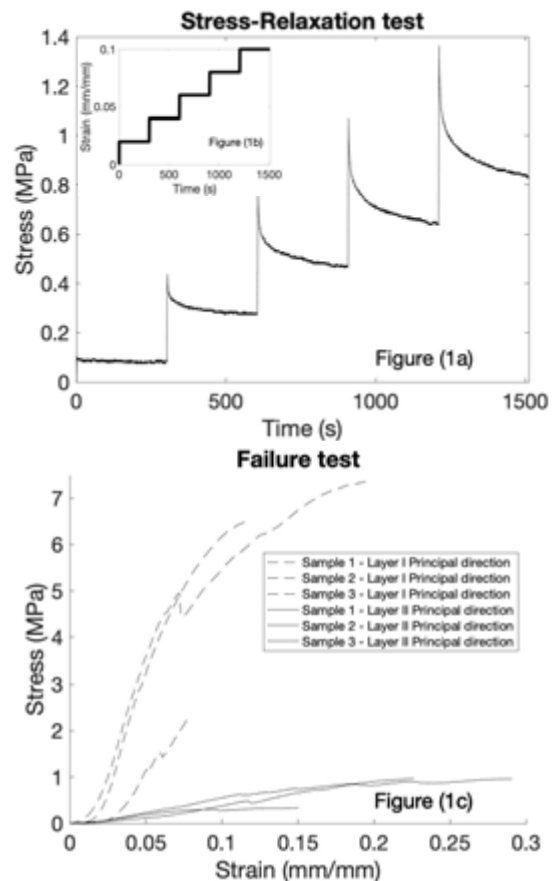 Stress-Relaxation test
1.4
1.2
1
0.8
0.6
0.4
0.2
0
Stress (MPa)
0.1
0.05
0
Strain (mm/mm)
Figure (1b)
0 500 1000 1500
Time (s)
Figure (1a)
0 500 1000 1500
Time (s)
Failure test
7
6
5
4
3
2
1
0
Stress (MPa)
Sample 1 - Layer I Principal direction
Sample 2 - Layer I Principal direction
Sample 3 - Layer I Principal direction
Sample 1 - Layer II Principal direction
Sample 2 - Layer II Principal direction
Sample 3 - Layer II Principal direction
Figure (1c)
0 0.05 0.1 0.15 0.2 0.25 0.3
Strain (mm/mm)